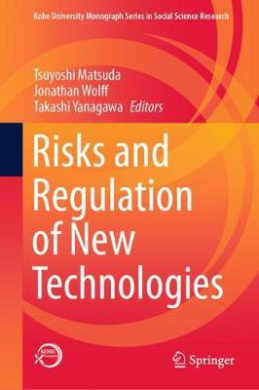 Kobe University Monograph Series in Social Science Research
Tsuyoshi Matsuda
Jonathan Wolff
Takashi Yanagawa Editors
Risks and
Regulation
of New
Technologies
KOBE
Springer